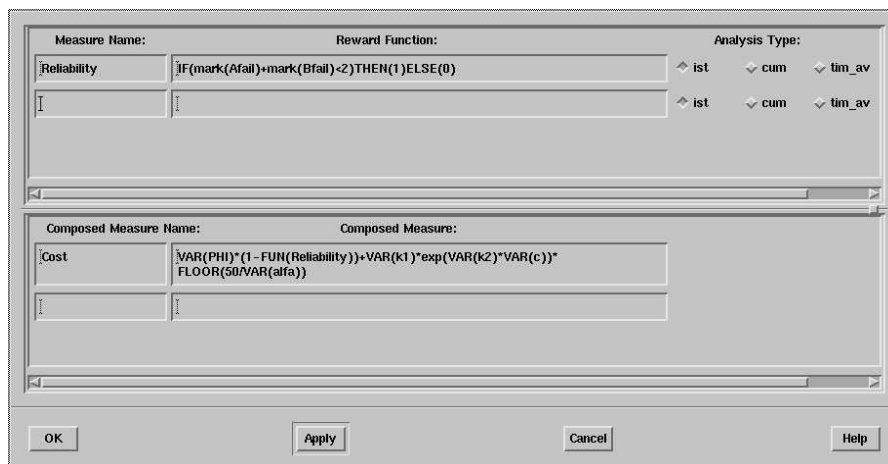 Measure Name: Reward Function: Analysis Type:
Reliability IF(mark(Afail)+mark(Bfail)<2)THEN(1)ELSE(0) ist cum tim_av
ist cum tim_av
Composed Measure Name: Composed Measure:
Cost VAR(PHI)*(1-FUN(Reliability))+VAR(k1)*exp(VAR(k2)*VAR(c))*
FLOOR(50/VAR(alfa))
OK Apply Cancel Help